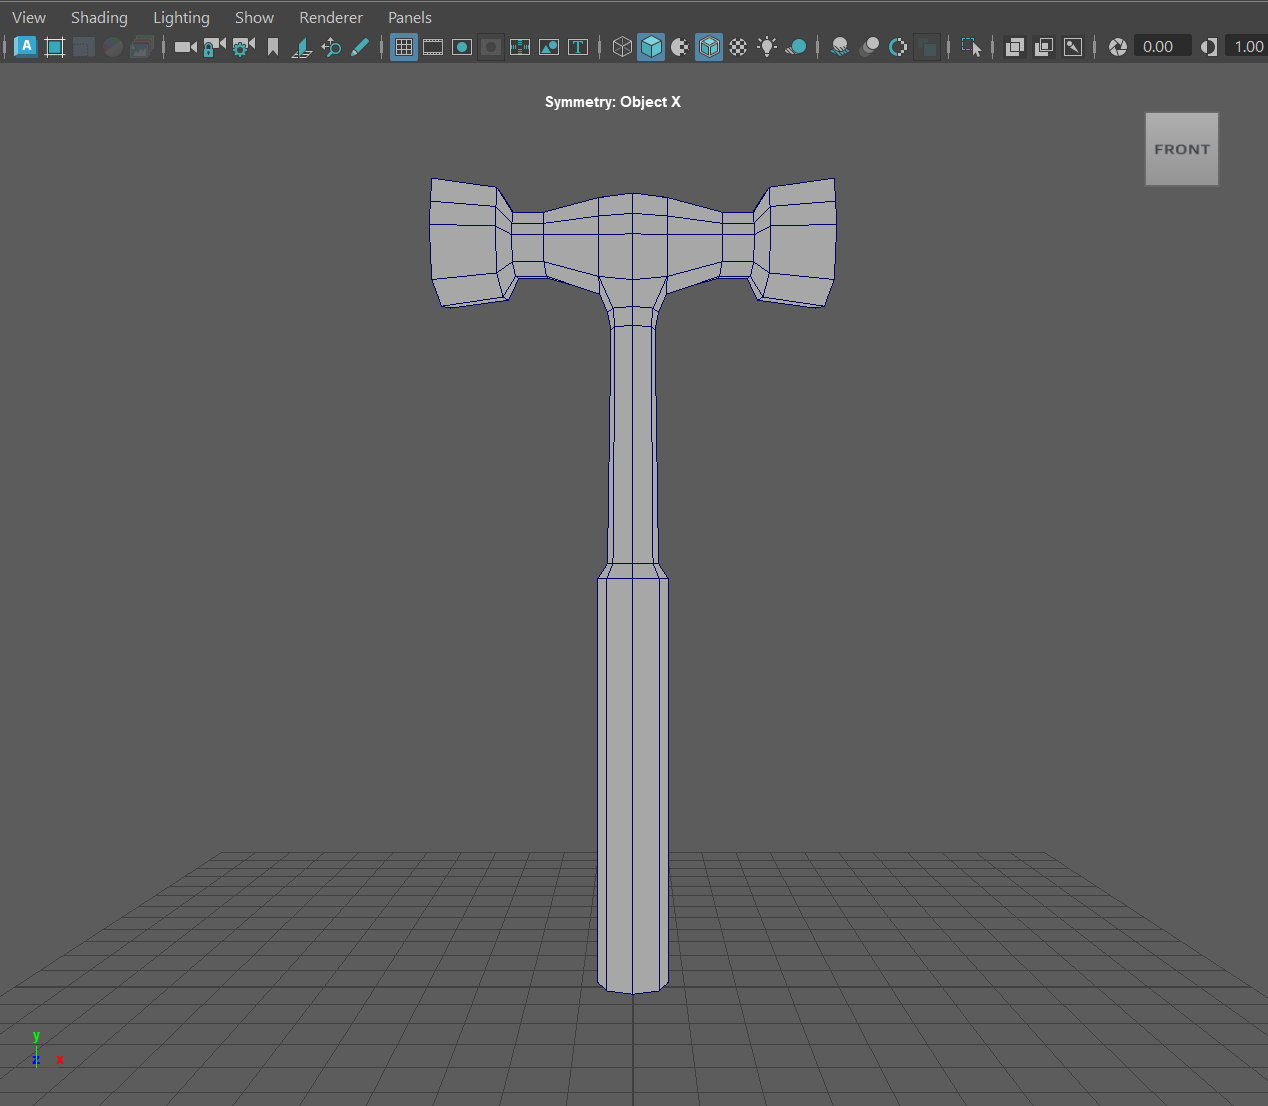 View Shading Lighting Show Renderer Panels
A T 0.00 1.00
Symmetry: Object X
FRONT
y
z x